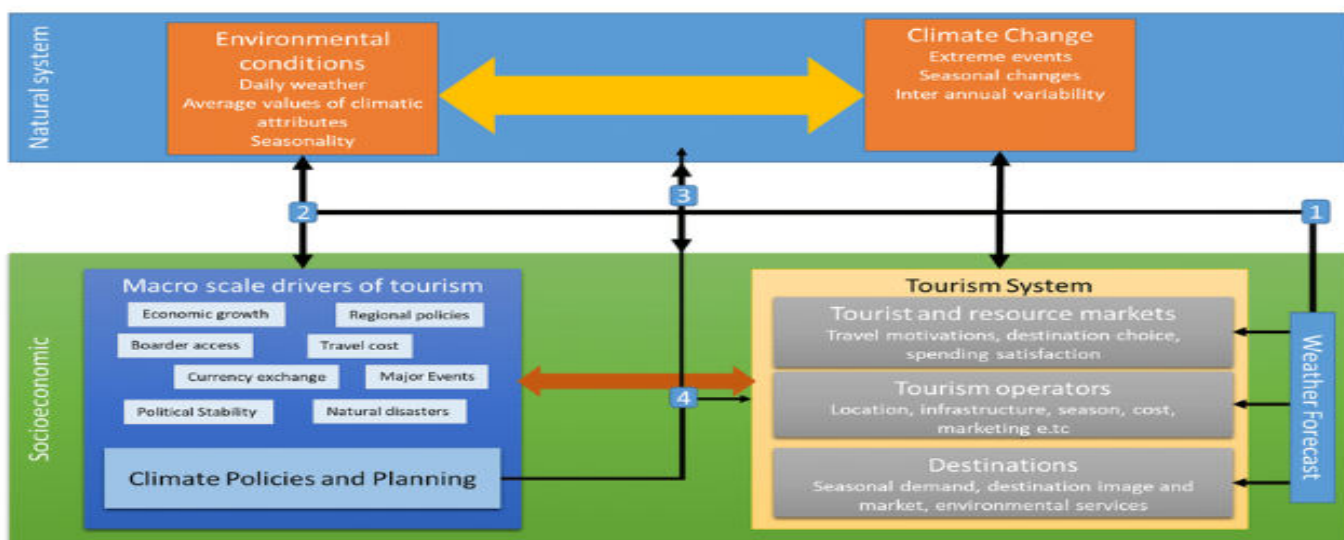 Natural system
Environmental
conditions
Daily weather
Average values of climatic
attributes
Seasonality
Climate Change
Extreme events
Seasonal changes
Inter annual variability
3
2
1
Socioeconomic
Macro scale drivers of tourism
Economic growth
Regional policies
Boarder access
Travel cost
Currency exchange
Major Events
Political Stability
Natural disasters
Climate Policies and Planning
4
Tourism System
Tourist and resource markets
Travel motivations, destination choice,
spending satisfaction
Tourism operators
Location, infrastructure, season, cost,
marketing e.tc
Destinations
Seasonal demand, destination image and
market, environmental services
Weather Forecast